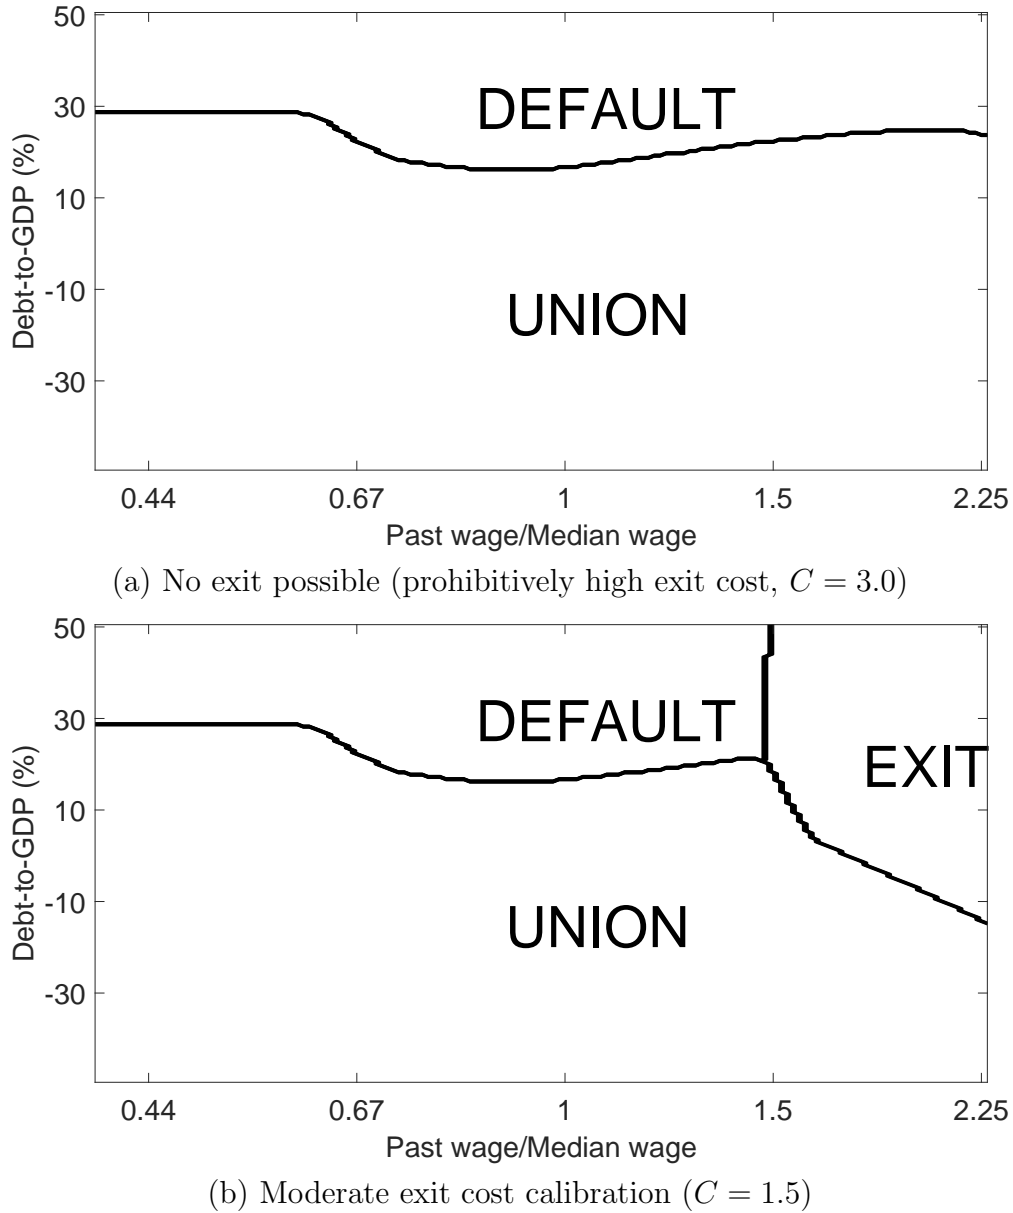 50
30
10
-10
-30
Debt-to-GDP (%)
DEFAULT
UNION
0.44 0.67 1 1.5 2.25
Past wage/Median wage
(a) No exit possible (prohibitively high exit cost, C = 3.0)
50
30
10
-10
-30
Debt-to-GDP (%)
DEFAULT
EXIT
UNION
0.44 0.67 1 1.5 2.25
Past wage/Median wage
(b) Moderate exit cost calibration (C = 1.5)